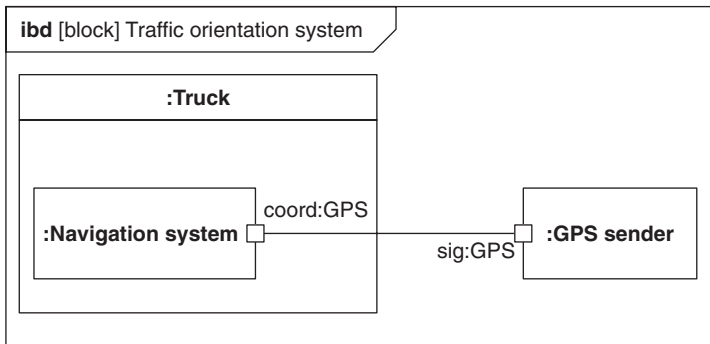 ibd [block] Traffic orientation system
:Truck
coord:GPS
:Navigation system
:GPS sender
sig:GPS